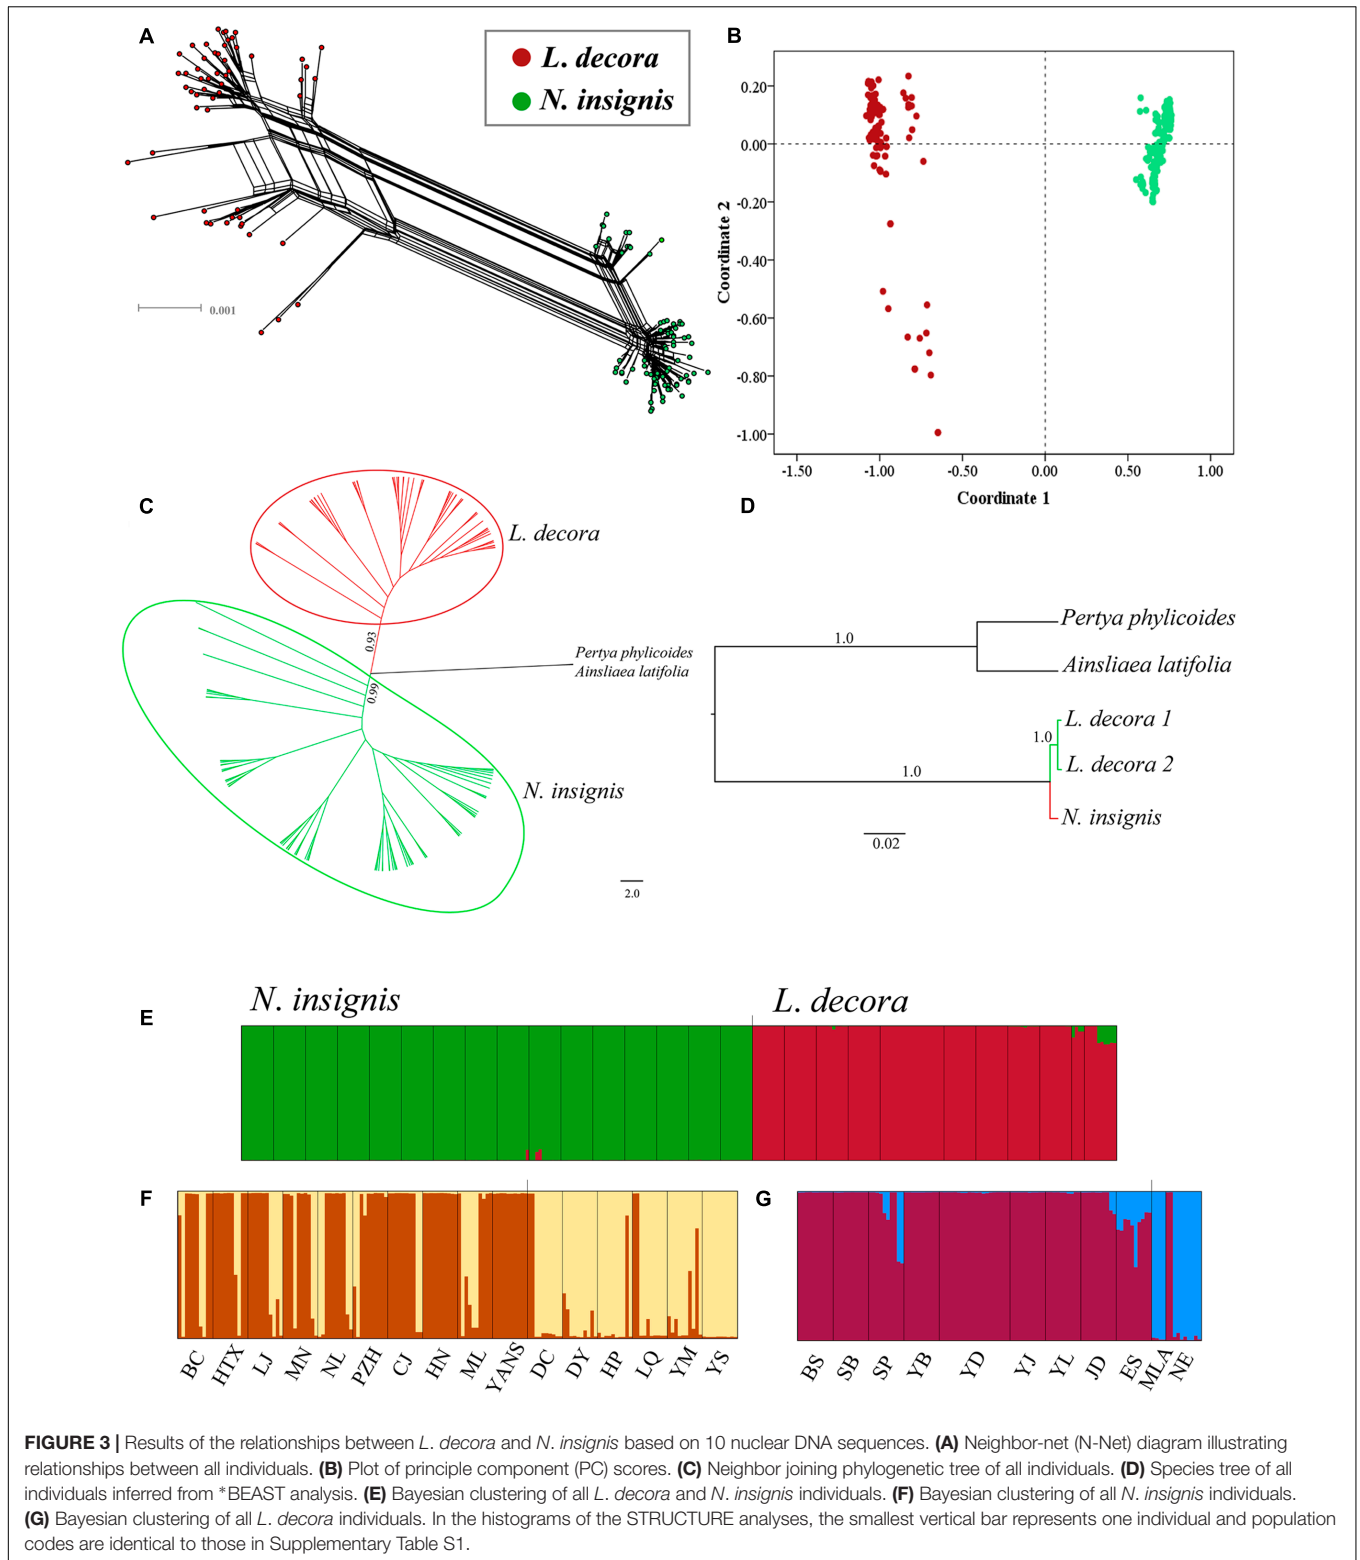 A
L. decora
N. insignis
0.001
B
0.20
0.00
-0.20
-0.40
-0.60
-0.80
-1.00
Coordinate 2
-1.50
-1.00
-0.50
0.00
0.50
1.00
Coordinate 1
C
L. decora
0.93
Pertya phylicoides
Ainsliaea latifolia
0.99
N. insignis
2.0
D
1.0
Pertya phylicoides
Ainsliaea latifolia
L. decora 1
1.0
L. decora 2
1.0
N. insignis
0.02
N. insignis
L. decora
E
F
BC
HTX
LJ
MN
NL
PZH
CJ
HN
ML
YANS
DC
DY
HP
LQ
YM
YS
G
BS
SB
SP
YB
YD
YJ
YL
JD
ES
MLA
NE
FIGURE 3 | Results of the relationships between L. decora and N. insignis based on 10 nuclear DNA sequences. (A) Neighbor-net (N-Net) diagram illustrating
relationships between all individuals. (B) Plot of principle component (PC) scores. (C) Neighbor joining phylogenetic tree of all individuals. (D) Species tree of all
individuals inferred from *BEAST analysis. (E) Bayesian clustering of all L. decora and N. insignis individuals. (F) Bayesian clustering of all N. insignis individuals.
(G) Bayesian clustering of all L. decora individuals. In the histograms of the STRUCTURE analyses, the smallest vertical bar represents one individual and population
codes are identical to those in Supplementary Table S1.